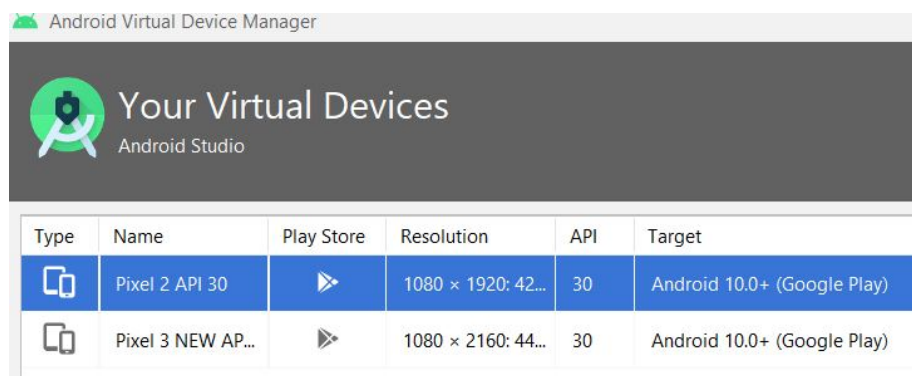 Android Virtual Device Manager
Your Virtual Devices
Android Studio
Type Name Play Store Resolution API Target
Pixel 2 API 30 1080 × 1920: 42... 30 Android 10.0+ (Google Play)
Pixel 3 NEW AP... 1080 × 2160: 44... 30 Android 10.0+ (Google Play)